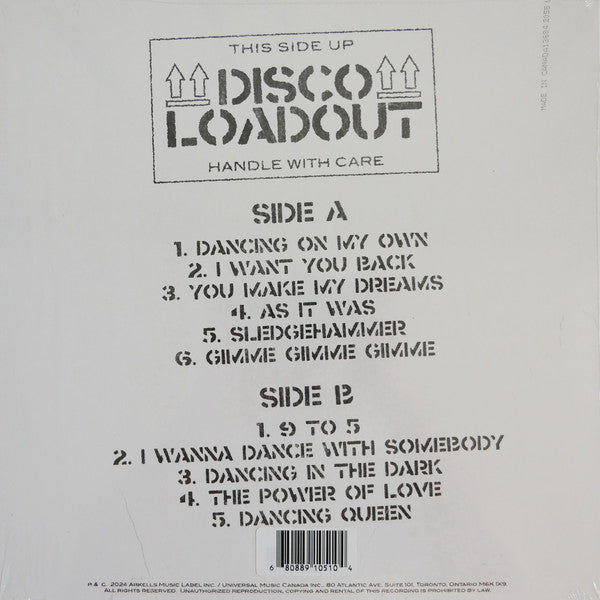 THIS SIDE UP
DISCO
LOADOUT
HANDLE WITH CARE
SIDE A
1. DANCING ON MY OWN
2. I WANT YOU BACK
3. YOU MAKE MY DREAMS
4. AS IT WAS
5. SLEDGEHAMMER
6. GIMME GIMME GIMME
SIDE B
1. 9 TO 5
2. I WANNA DANCE WITH SOMEBODY
3. DANCING IN THE DARK
4. THE POWER OF LOVE
5. DANCING QUEEN
6 80889 10510 4
P. & C. 2024 ARKELLS MUSIC LABEL INC. / UNIVERSAL MUSIC CANADA INC., 80 ATLANTIC AVE, SUITE 101, TORONTO, ONTARIO M6K 1X9.
ALL RIGHTS RESERVED. UNAUTHORIZED REPRODUCTION, COPYING AND RENTAL OF THIS RECORDING IS PROHIBITED BY LAW.
MADE IN CANADA